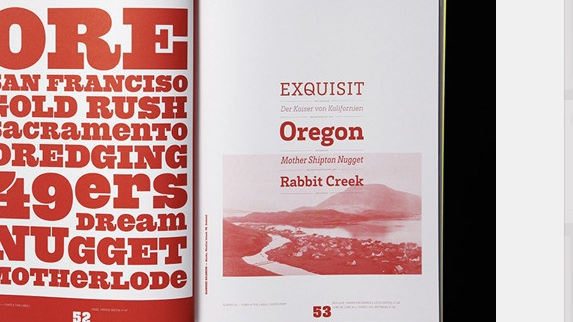 ORE
SAN FRANCISO
GOLD RUSH
Sacramento
DREDGING
49ers
DREAM
NUGGET
MOTHERLODE
52
EXQUISIT
Der Kaiser von Kalifornien
Oregon
Mother Shipton Nugget
Rabbit Creek
53